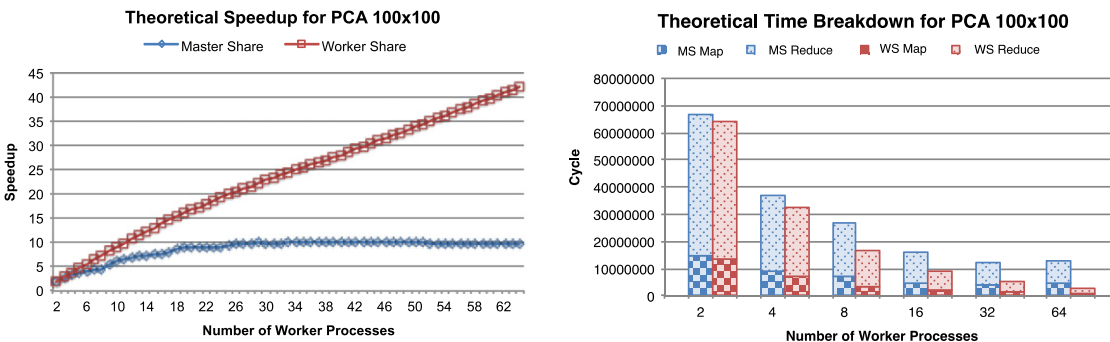 Theoretical Speedup for PCA 100x100
Master Share Worker Share
45
40
35
30
25
20
15
10
5
0
Speedup
2 6 10 14 18 22 26 30 34 38 42 46 50 54 58 62
Number of Worker Processes
Theoretical Time Breakdown for PCA 100x100
MS Map MS Reduce WS Map WS Reduce
80000000
70000000
60000000
50000000
40000000
30000000
20000000
10000000
0
Cycle
2 4 8 16 32 64
Number of Worker Processes